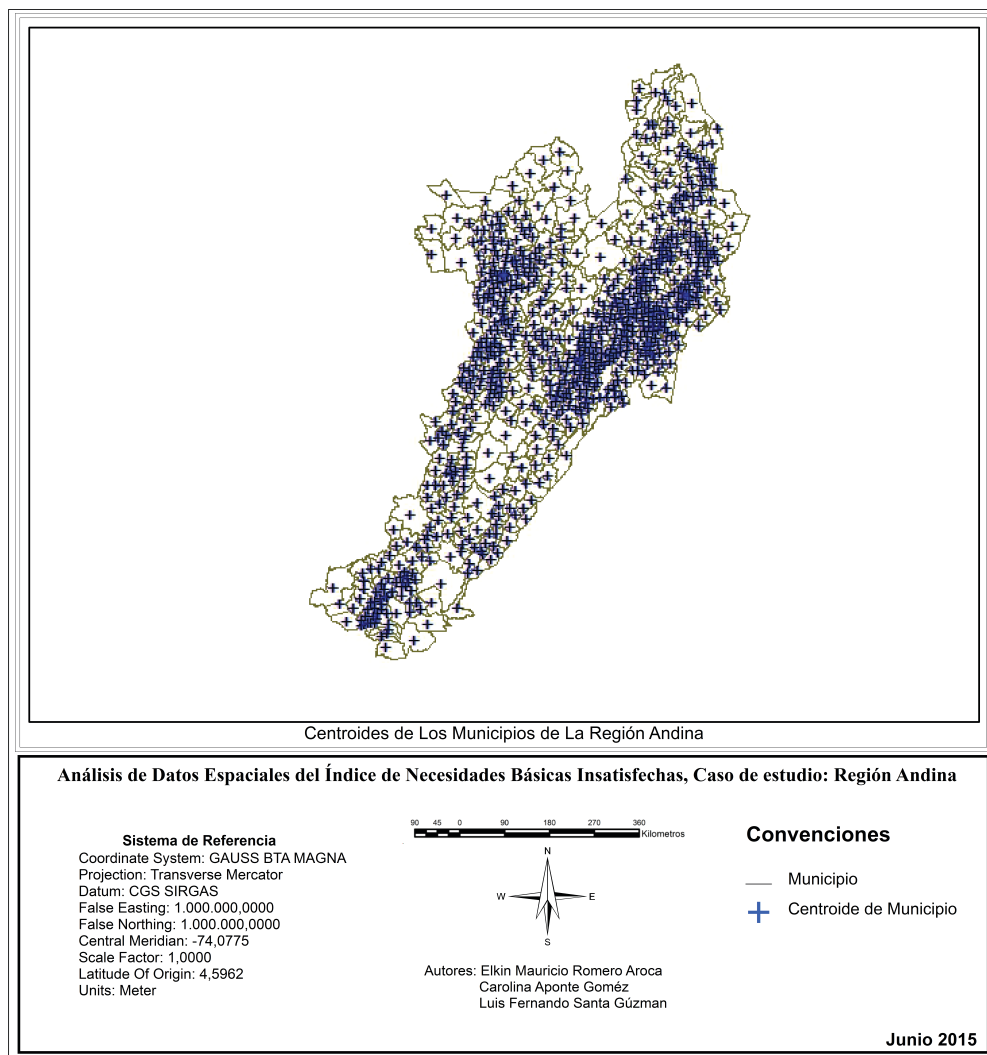 Centroides de Los Municipios de La Región Andina
Análisis de Datos Espaciales del Índice de Necesidades Básicas Insatisfechas, Caso de estudio: Región Andina
Sistema de Referencia
Coordinate System: GAUSS BTA MAGNA
Projection: Transverse Mercator
Datum: CGS SIRGAS
False Easting: 1.000.000,0000
False Northing: 1.000.000,0000
Central Meridian: -74,0775
Scale Factor: 1,0000
Latitude Of Origin: 4,5962
Units: Meter
90 45 0 90 180 270 360
Kilometros
N
W E
S
Autores: Elkin Mauricio Romero Aroca
Carolina Aponte Goméz
Luis Fernando Santa Gúzman
Convenciones
Municipio
Centroide de Municipio
Junio 2015